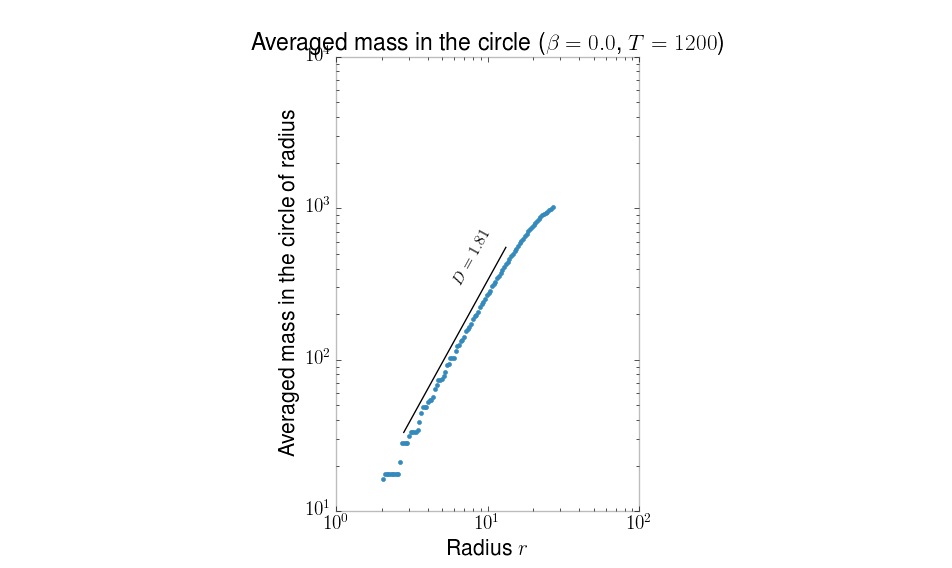 Averaged mass in the circle (β = 0.0, T = 1200)
10⁴
10³
10²
10¹
Averaged mass in the circle of radius
D = 1.81
10⁰ 10¹ 10²
Radius r